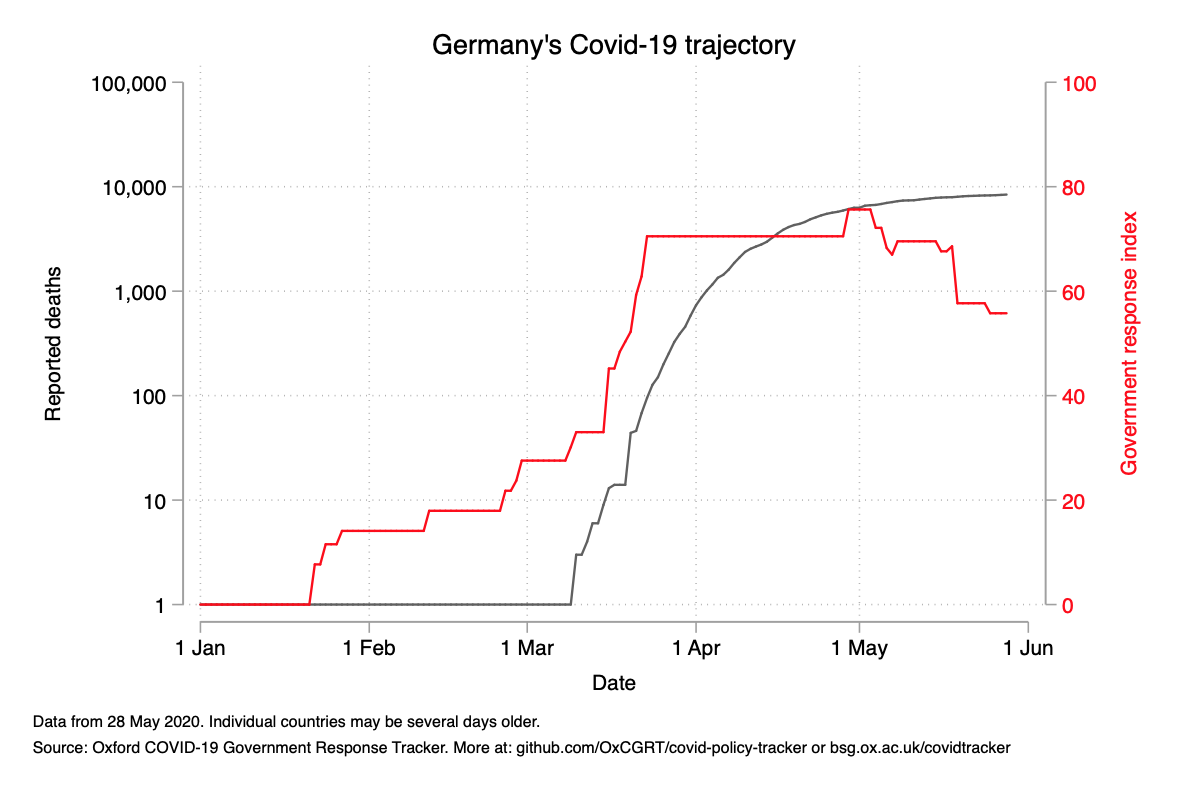 Germany's Covid-19 trajectory
100,000
10,000
1,000
100
10
1
Reported deaths
100
80
60
40
20
0
Government response index
1 Jan
1 Feb
1 Mar
1 Apr
1 May
1 Jun
Date
Data from 28 May 2020. Individual countries may be several days older.
Source: Oxford COVID-19 Government Response Tracker. More at: github.com/OxCGRT/covid-policy-tracker or bsg.ox.ac.uk/covidtracker